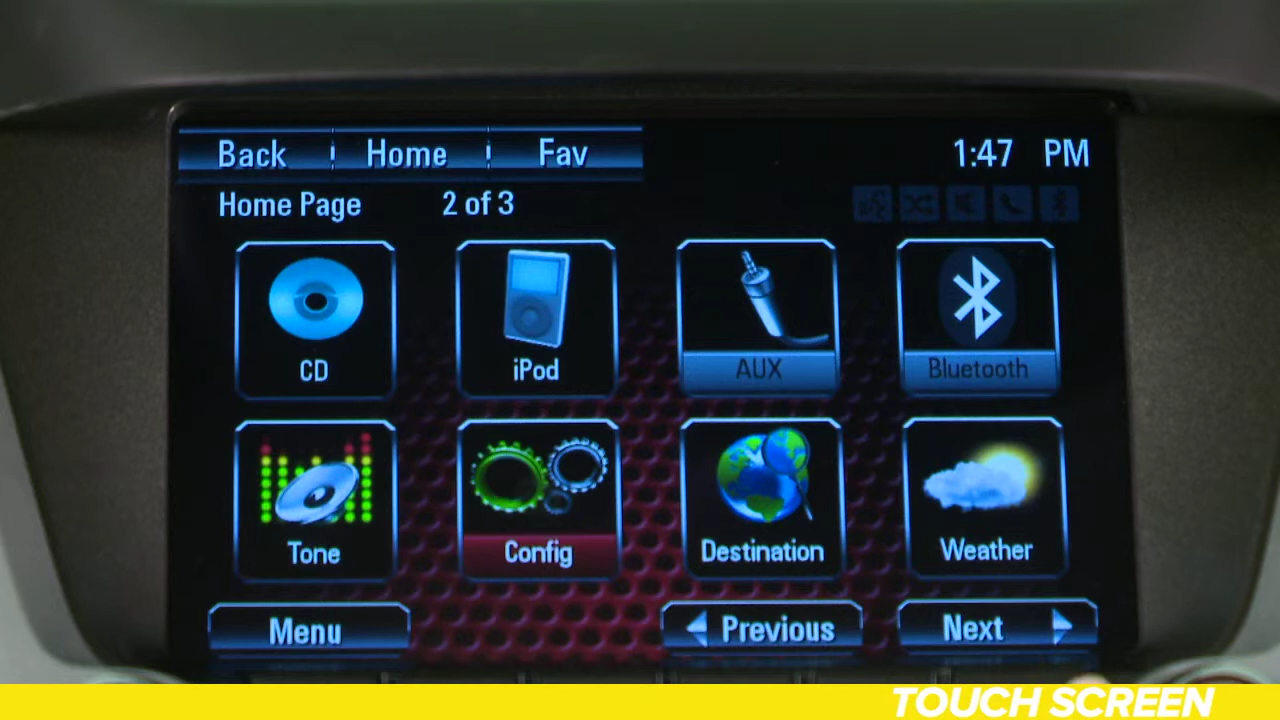 Back Home Fav 1:47 PM
Home Page 2 of 3
CD iPod AUX Bluetooth
Tone Config Destination Weather
Menu Previous Next
TOUCH SCREEN